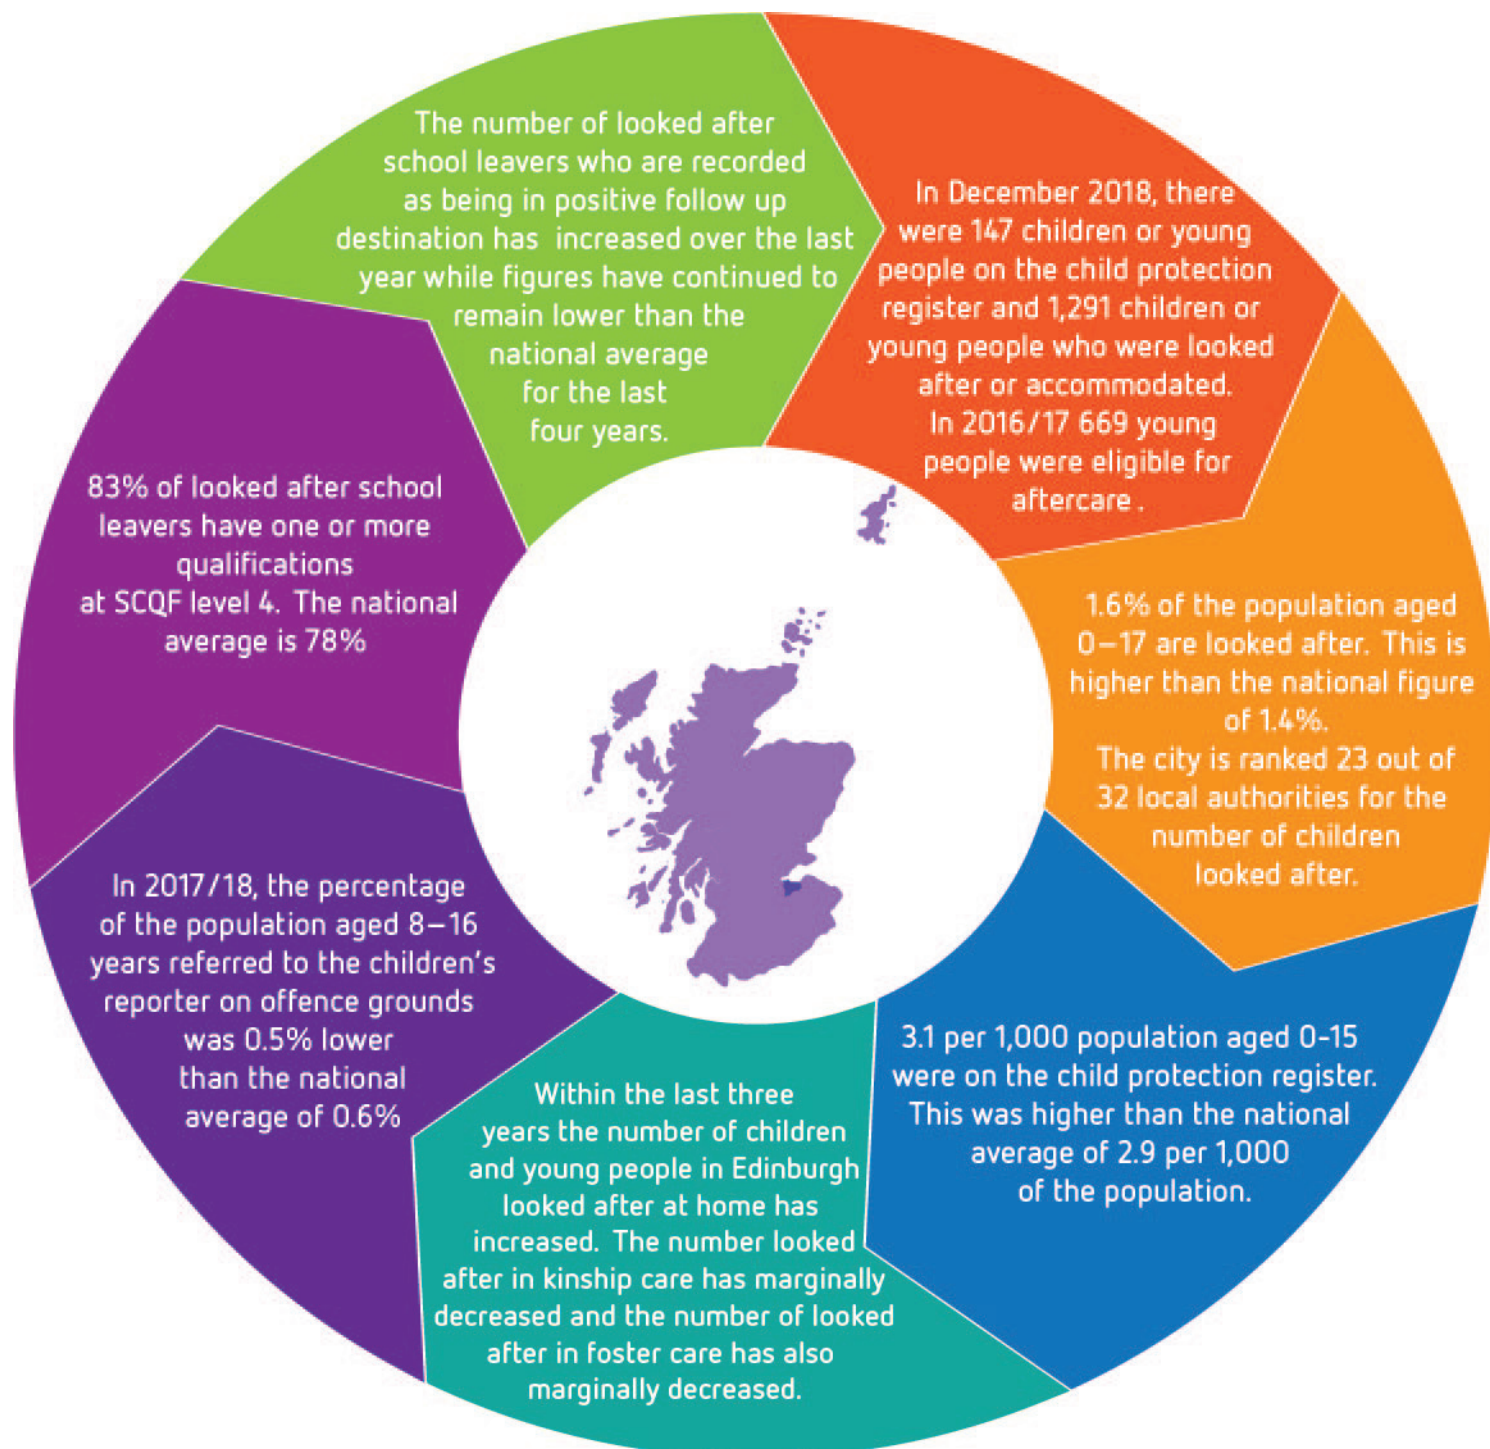 The number of looked after
school leavers who are recorded
as being in positive follow up
destination has increased over the last
year while figures have continued to
remain lower than the
national average
for the last
four years.
In December 2018, there
were 147 children or young
people on the child protection
register and 1,291 children or
young people who were looked
after or accommodated.
In 2016/17 669 young
people were eligible for
aftercare .
1.6% of the population aged
0–17 are looked after. This is
higher than the national figure
of 1.4%.
The city is ranked 23 out of
32 local authorities for the
number of children
looked after.
3.1 per 1,000 population aged 0-15
were on the child protection register.
This was higher than the national
average of 2.9 per 1,000
of the population.
Within the last three
years the number of children
and young people in Edinburgh
looked after at home has
increased. The number looked
after in kinship care has marginally
decreased and the number of looked
after in foster care has also
marginally decreased.
In 2017/18, the percentage
of the population aged 8–16
years referred to the children's
reporter on offence grounds
was 0.5% lower
than the national
average of 0.6%
83% of looked after school
leavers have one or more
qualifications
at SCQF level 4. The national
average is 78%